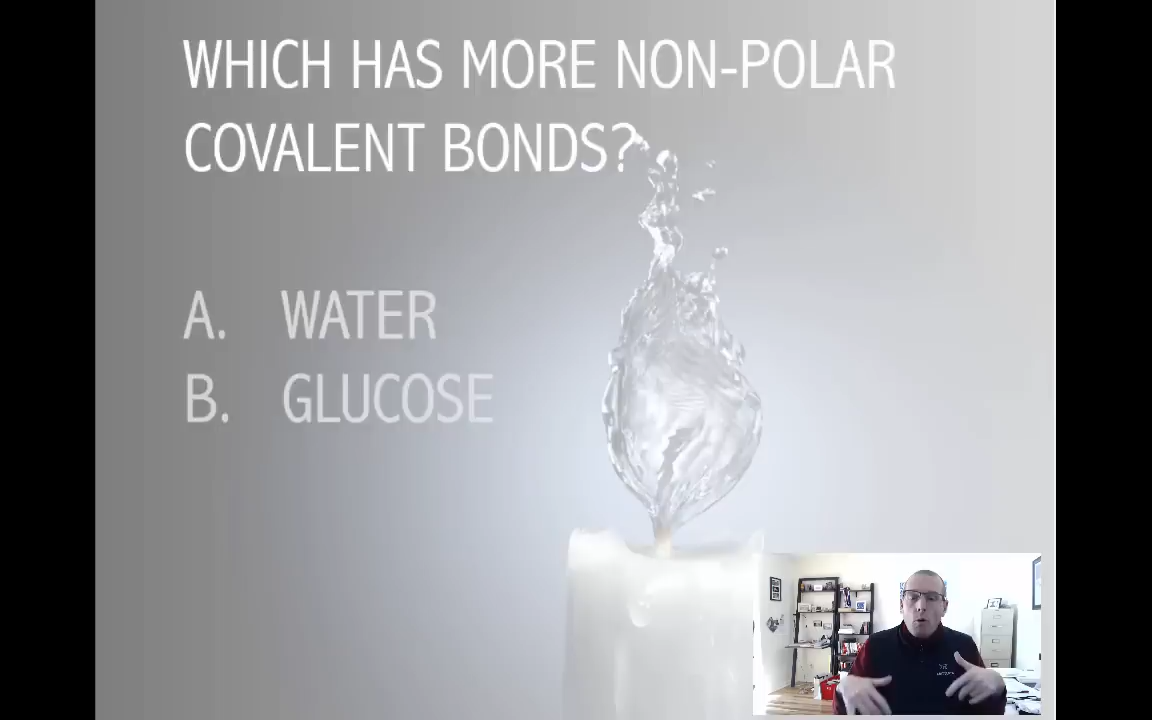 WHICH HAS MORE NON-POLAR
COVALENT BONDS?
A. WATER
B. GLUCOSE